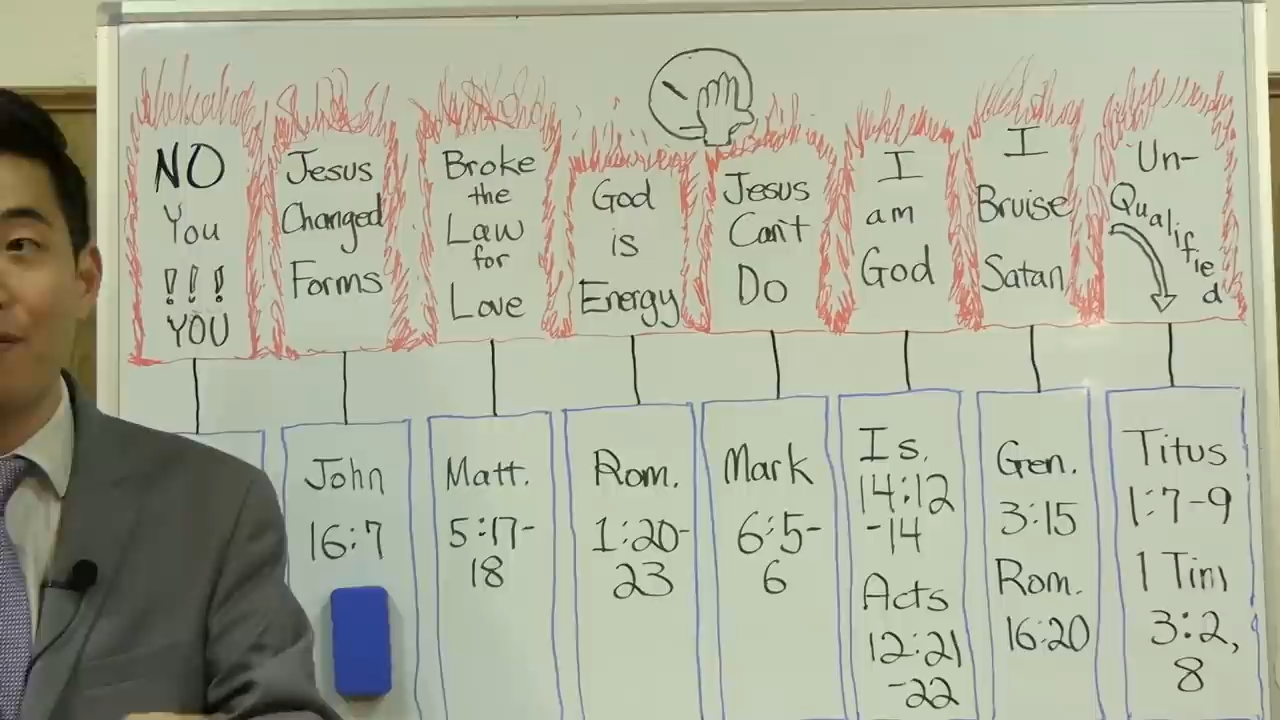 NO
You
!!!
YOU
Jesus
Changed
Forms
Broke
the
Law
for
Love
God
is
Energy
Jesus
Can't
Do
I
am
God
I
Bruise
Satan
Un-
Qualified
John
16:7
Matt.
5:17-
18
Rom.
1:20-
23
Mark
6:5-
6
Is.
14:12
-14
Acts
12:21
-22
Gen.
3:15
Rom.
16:20
Titus
1:7-9
1 Tim
3:2,
8